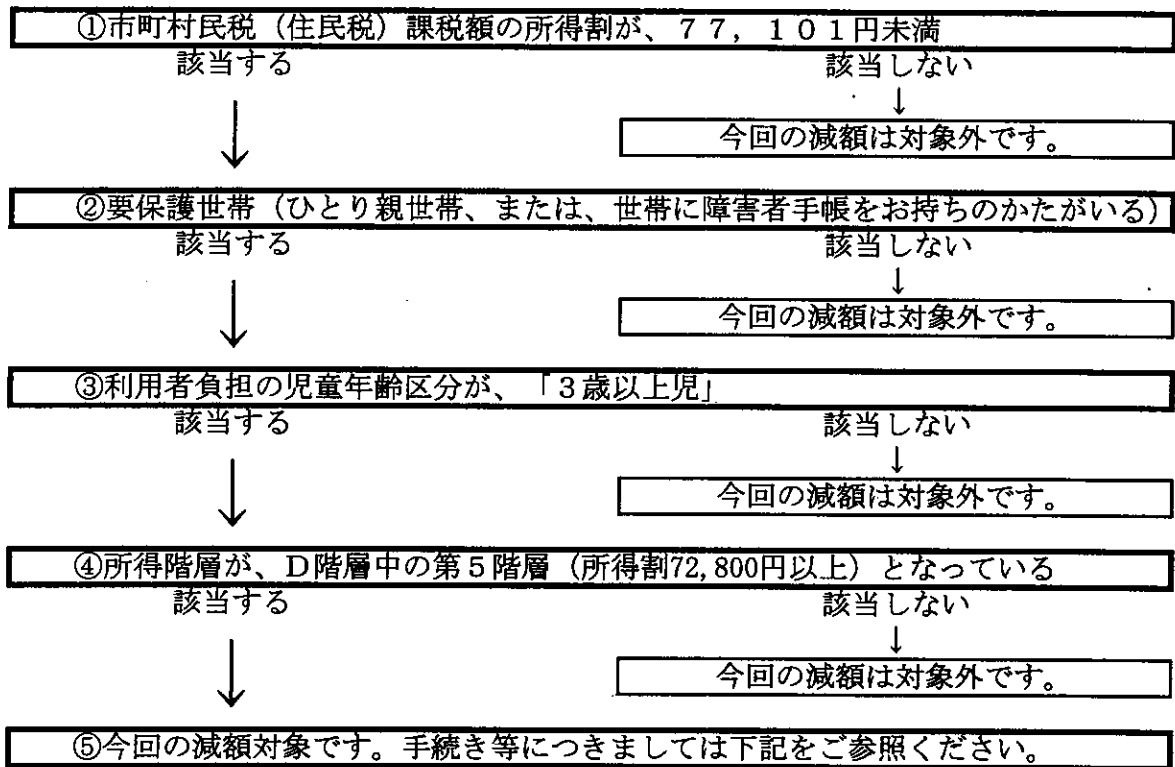 ①市町村民税（住民税）課税額の所得割が、７７，１０１円未満
該当する　該当しない
↓　↓
今回の減額は対象外です。
②要保護世帯（ひとり親世帯、または、世帯に障害者手帳をお持ちのかたがいる）
該当する　該当しない
↓　↓
今回の減額は対象外です。
③利用者負担の児童年齢区分が、「３歳以上児」
該当する　該当しない
↓　↓
今回の減額は対象外です。
④所得階層が、Ｄ階層中の第５階層（所得割72,800円以上）となっている
該当する　該当しない
↓　↓
今回の減額は対象外です。
⑤今回の減額対象です。手続き等につきましては下記をご参照ください。